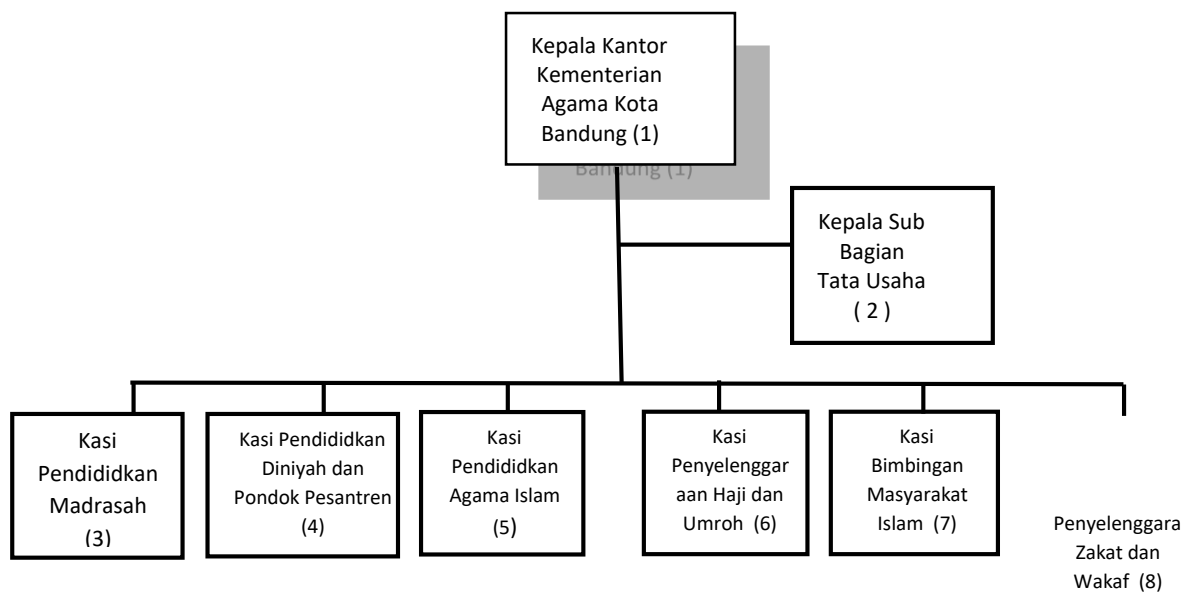 Kepala Kantor
Kementerian
Agama Kota
Bandung (1)
Bandung (1)
Kepala Sub
Bagian
Tata Usaha
( 2 )
Kasi
Pendididkan
Madrasah
(3)
Kasi Pendididkan
Diniyah dan
Pondok Pesantren
(4)
Kasi
Pendididkan
Agama Islam
(5)
Kasi
Penyelenggar
aan Haji dan
Umroh (6)
Kasi
Bimbingan
Masyarakat
Islam (7)
Penyelenggara
Zakat dan
Wakaf (8)